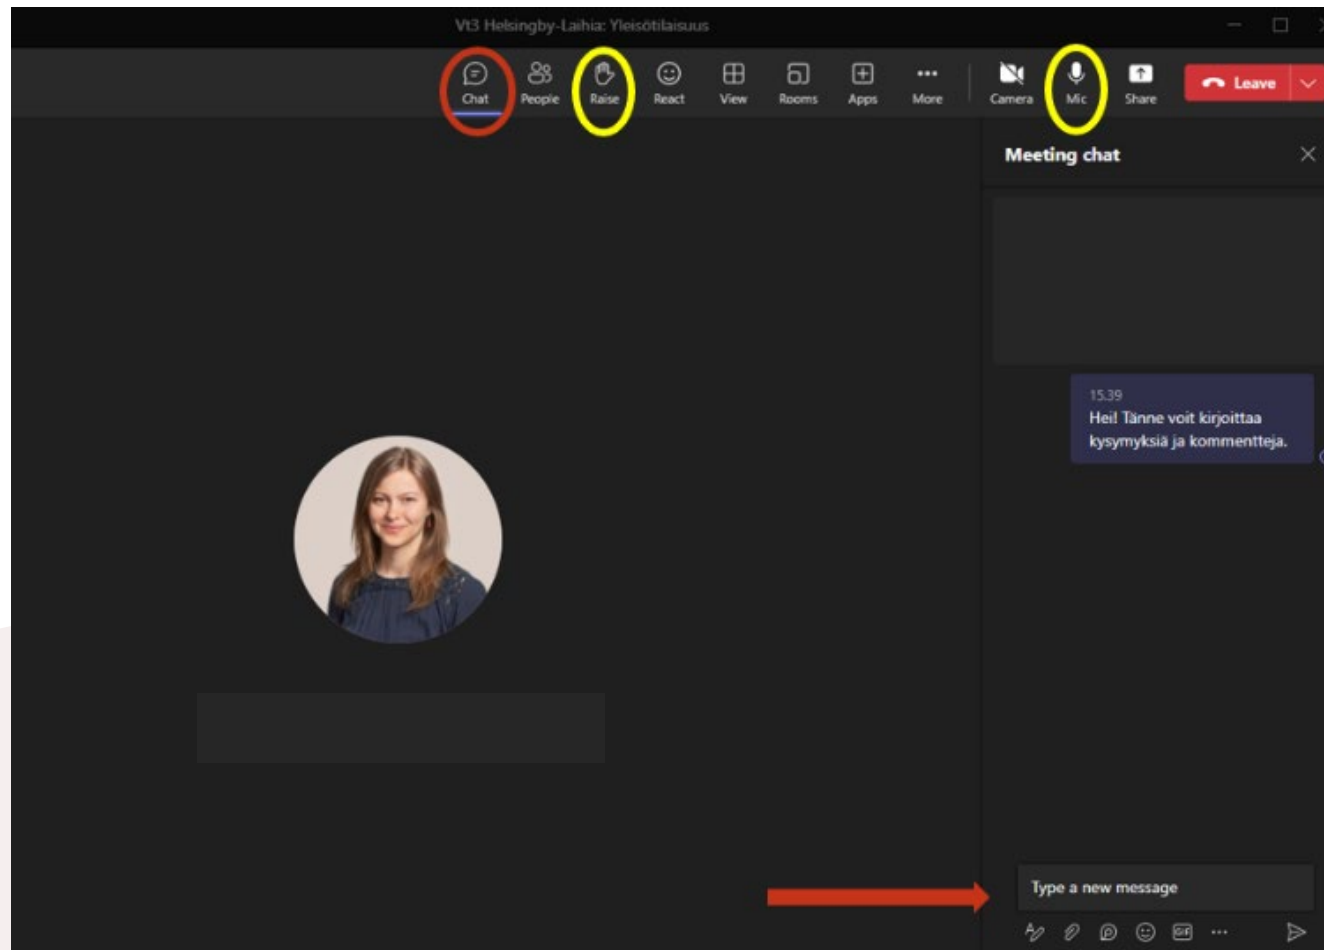 Vt3 Helsingby-Laihia: Yleisötilaisuus
Chat People Raise React View Rooms Apps More Camera Mic Share Leave
Meeting chat
15.39
Hei! Tänne voit kirjoittaa
kysymyksiä ja kommentteja.
Type a new message
GIF